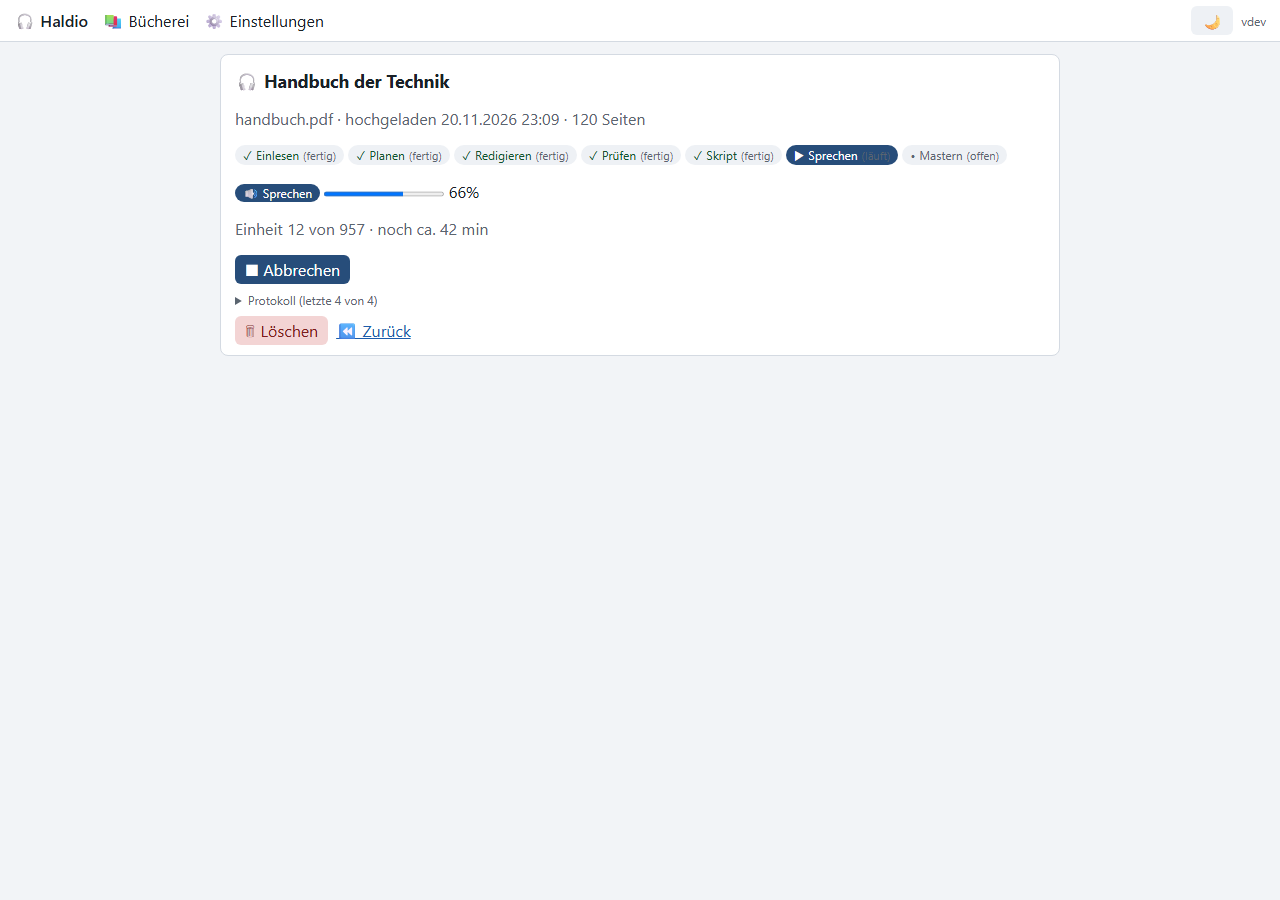 Haldio Bücherei Einstellungen vdev
Handbuch der Technik
handbuch.pdf · hochgeladen 20.11.2026 23:09 · 120 Seiten
✓ Einlesen (fertig) ✓ Planen (fertig) ✓ Redigieren (fertig) ✓ Prüfen (fertig) ✓ Skript (fertig) ▶ Sprechen (läuft) • Mastern (offen)
Sprechen 66%
Einheit 12 von 957 · noch ca. 42 min
Abbrechen
Protokoll (letzte 4 von 4)
Löschen Zurück